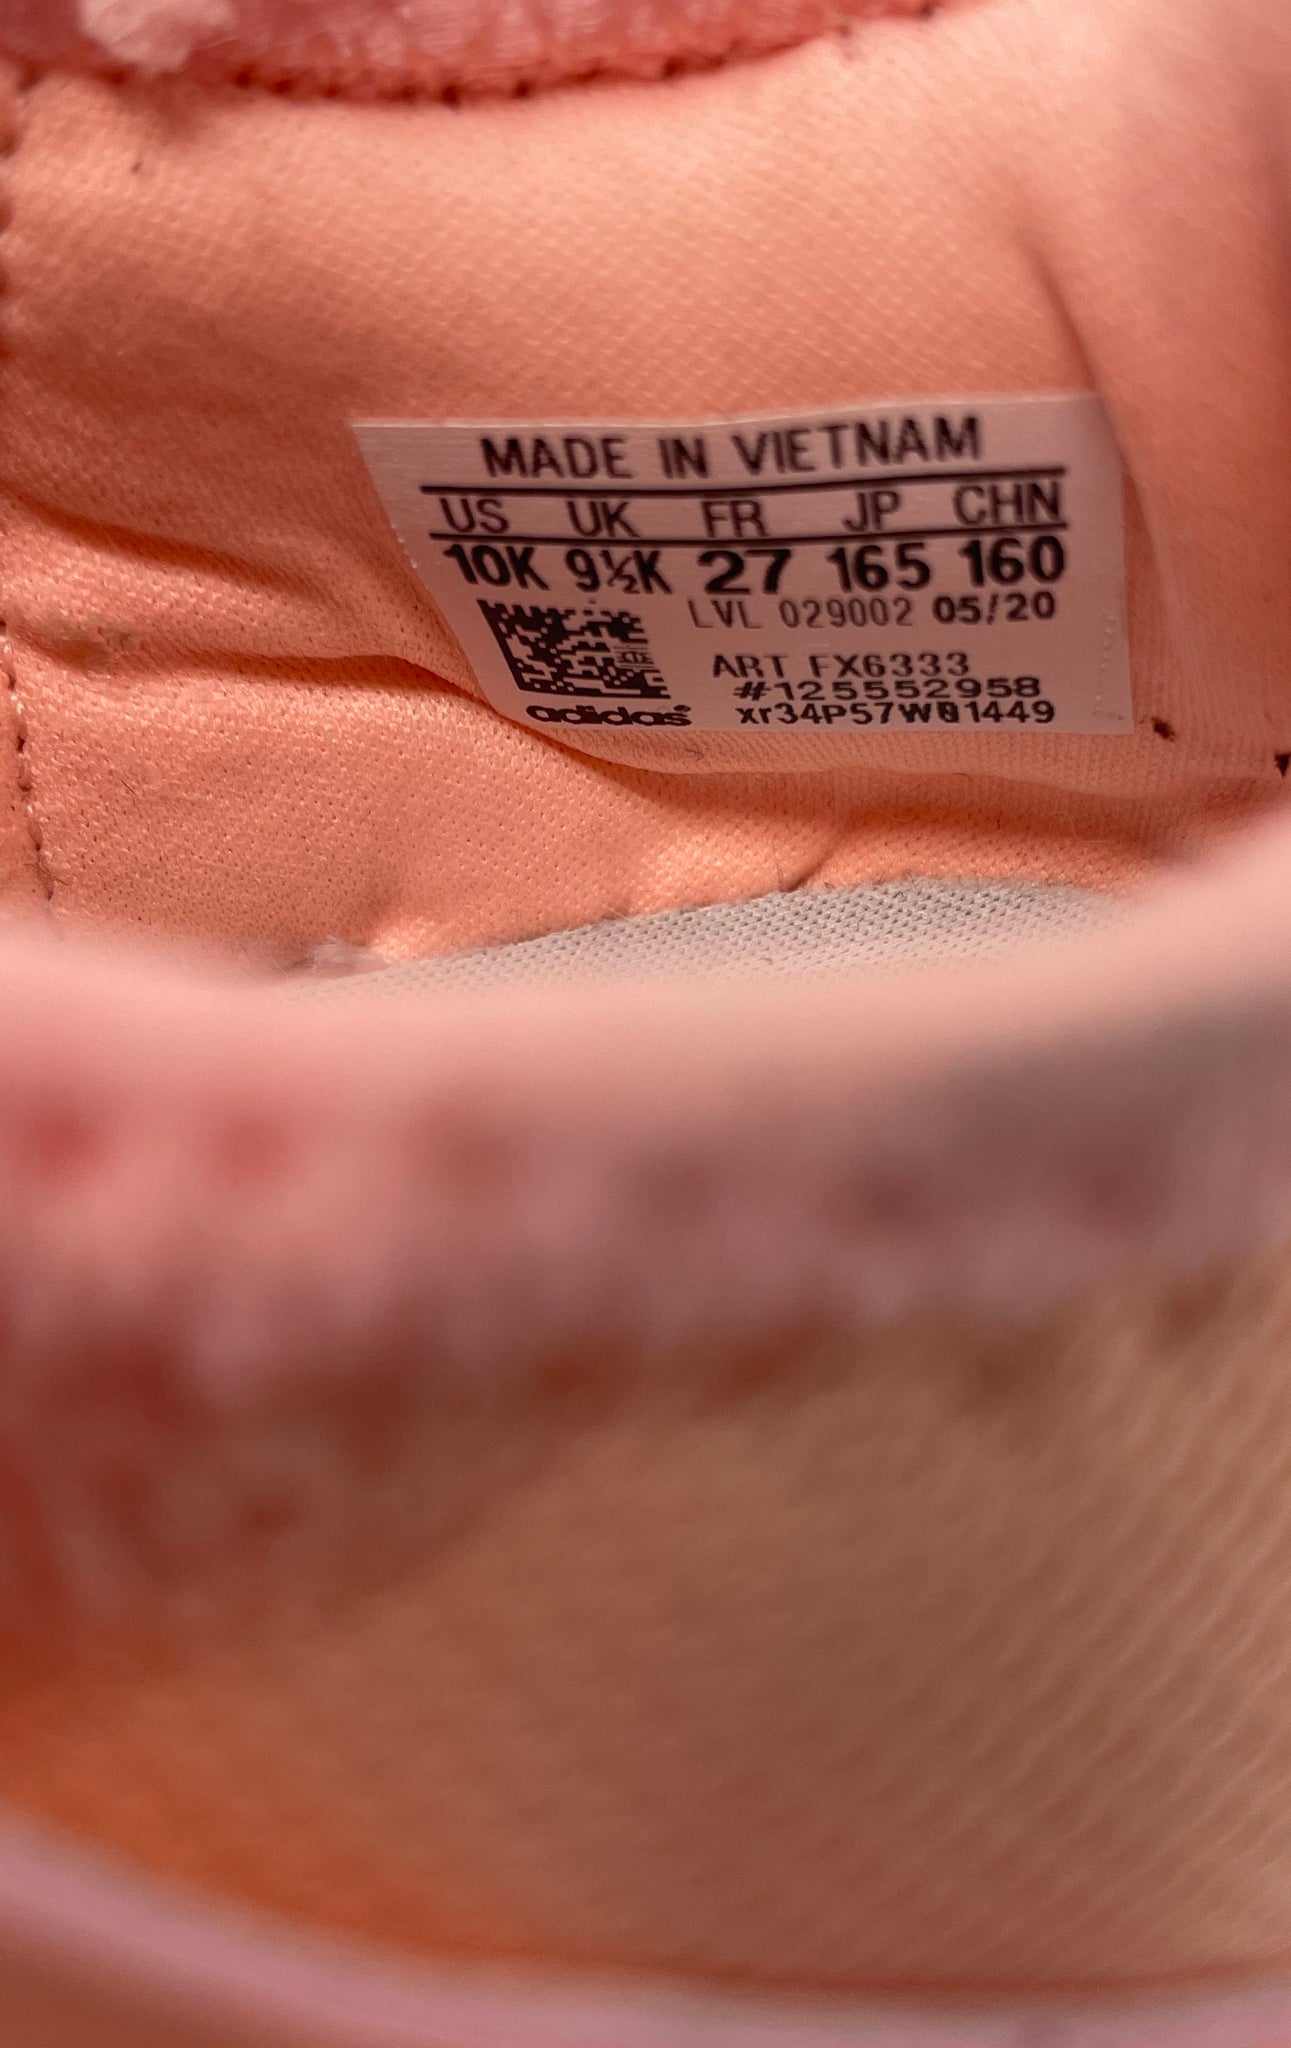 MADE IN VIETNAM
US UK FR JP CHN
10K 9½K 27 165 160
LVL 029002 05/20
ART FX6333
#125552958
adidas® xr34P57W01449